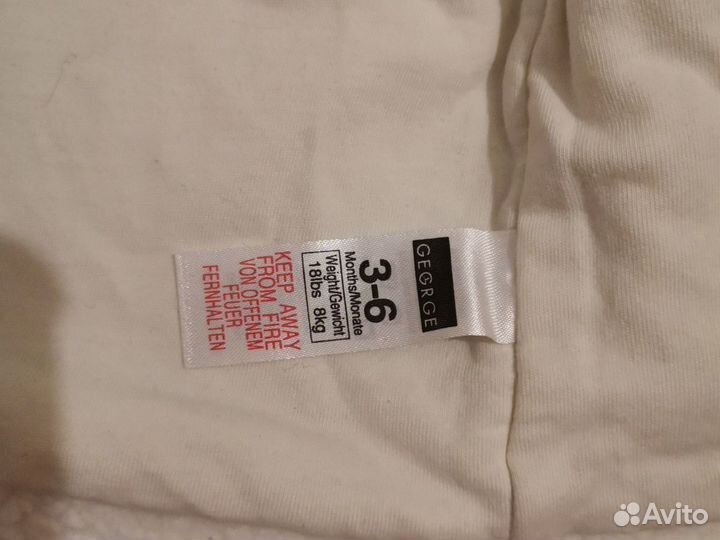 GEORGE
3-6
Months/Monate
Weight/Gewicht
18lbs 8kg
KEEP AWAY
FROM FIRE
VON OFFENEM
FEUER
FERNHALTEN
Avito